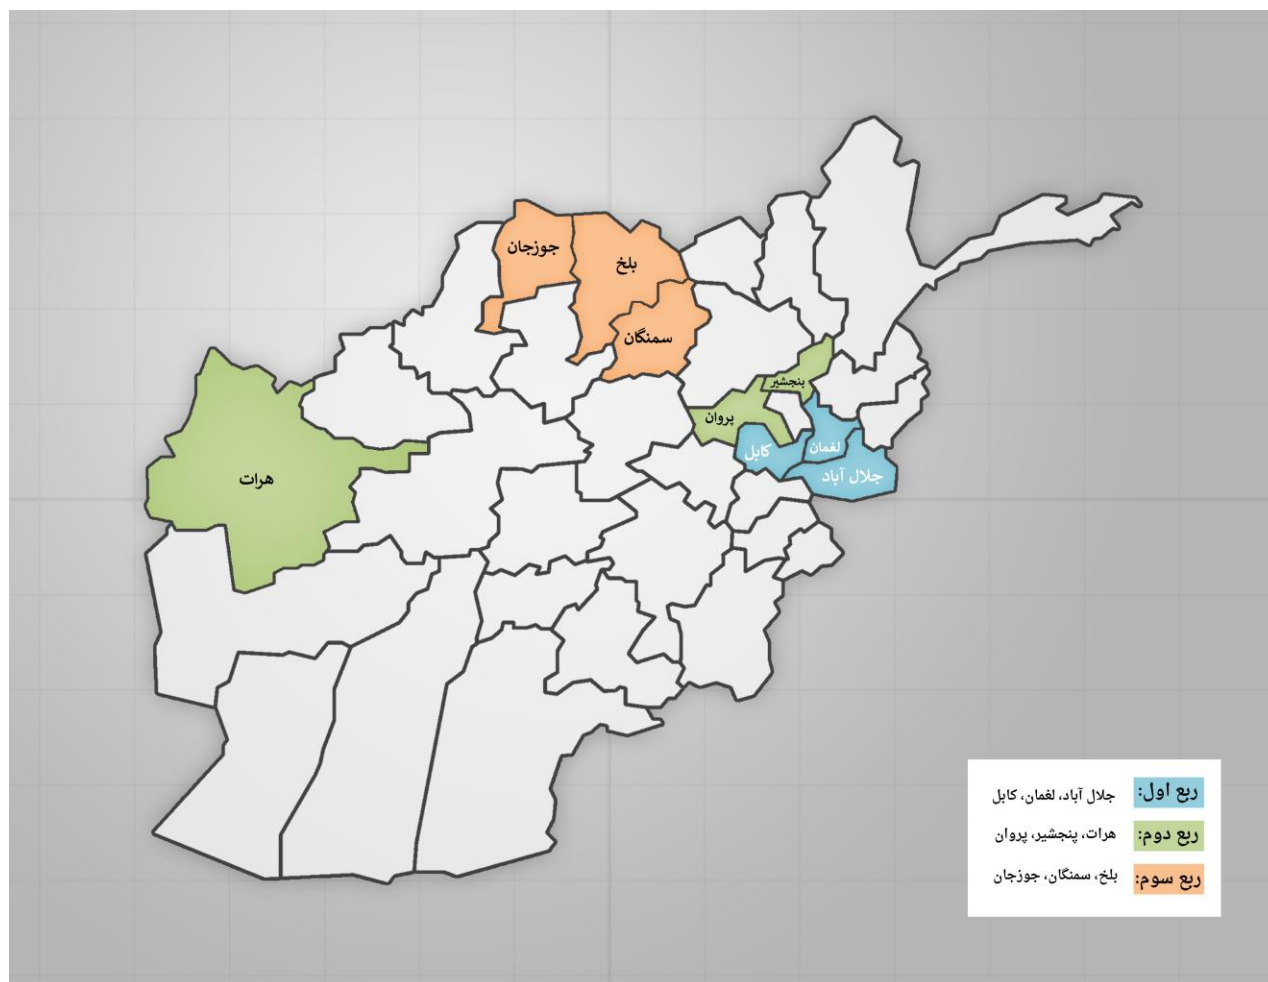 جوزجان
بلخ
سمنگان
پنجشیر
پروان
کابل
لغمان
جلال آباد
هرات
ربع اول: جلال آباد، لغمان، کابل
ربع دوم: هرات، پنجشیر، پروان
ربع سوم: بلخ، سمنگان، جوزجان